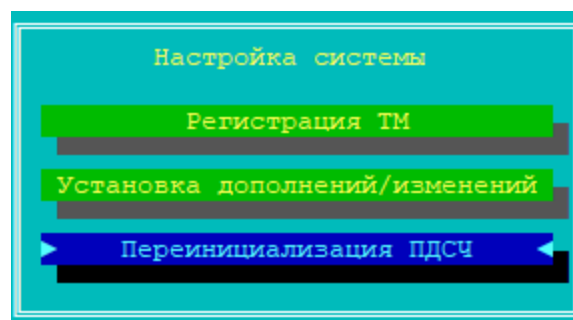 Настройка системы
Регистрация ТМ
Установка дополнений/изменений
Переинициализация ПДСЧ